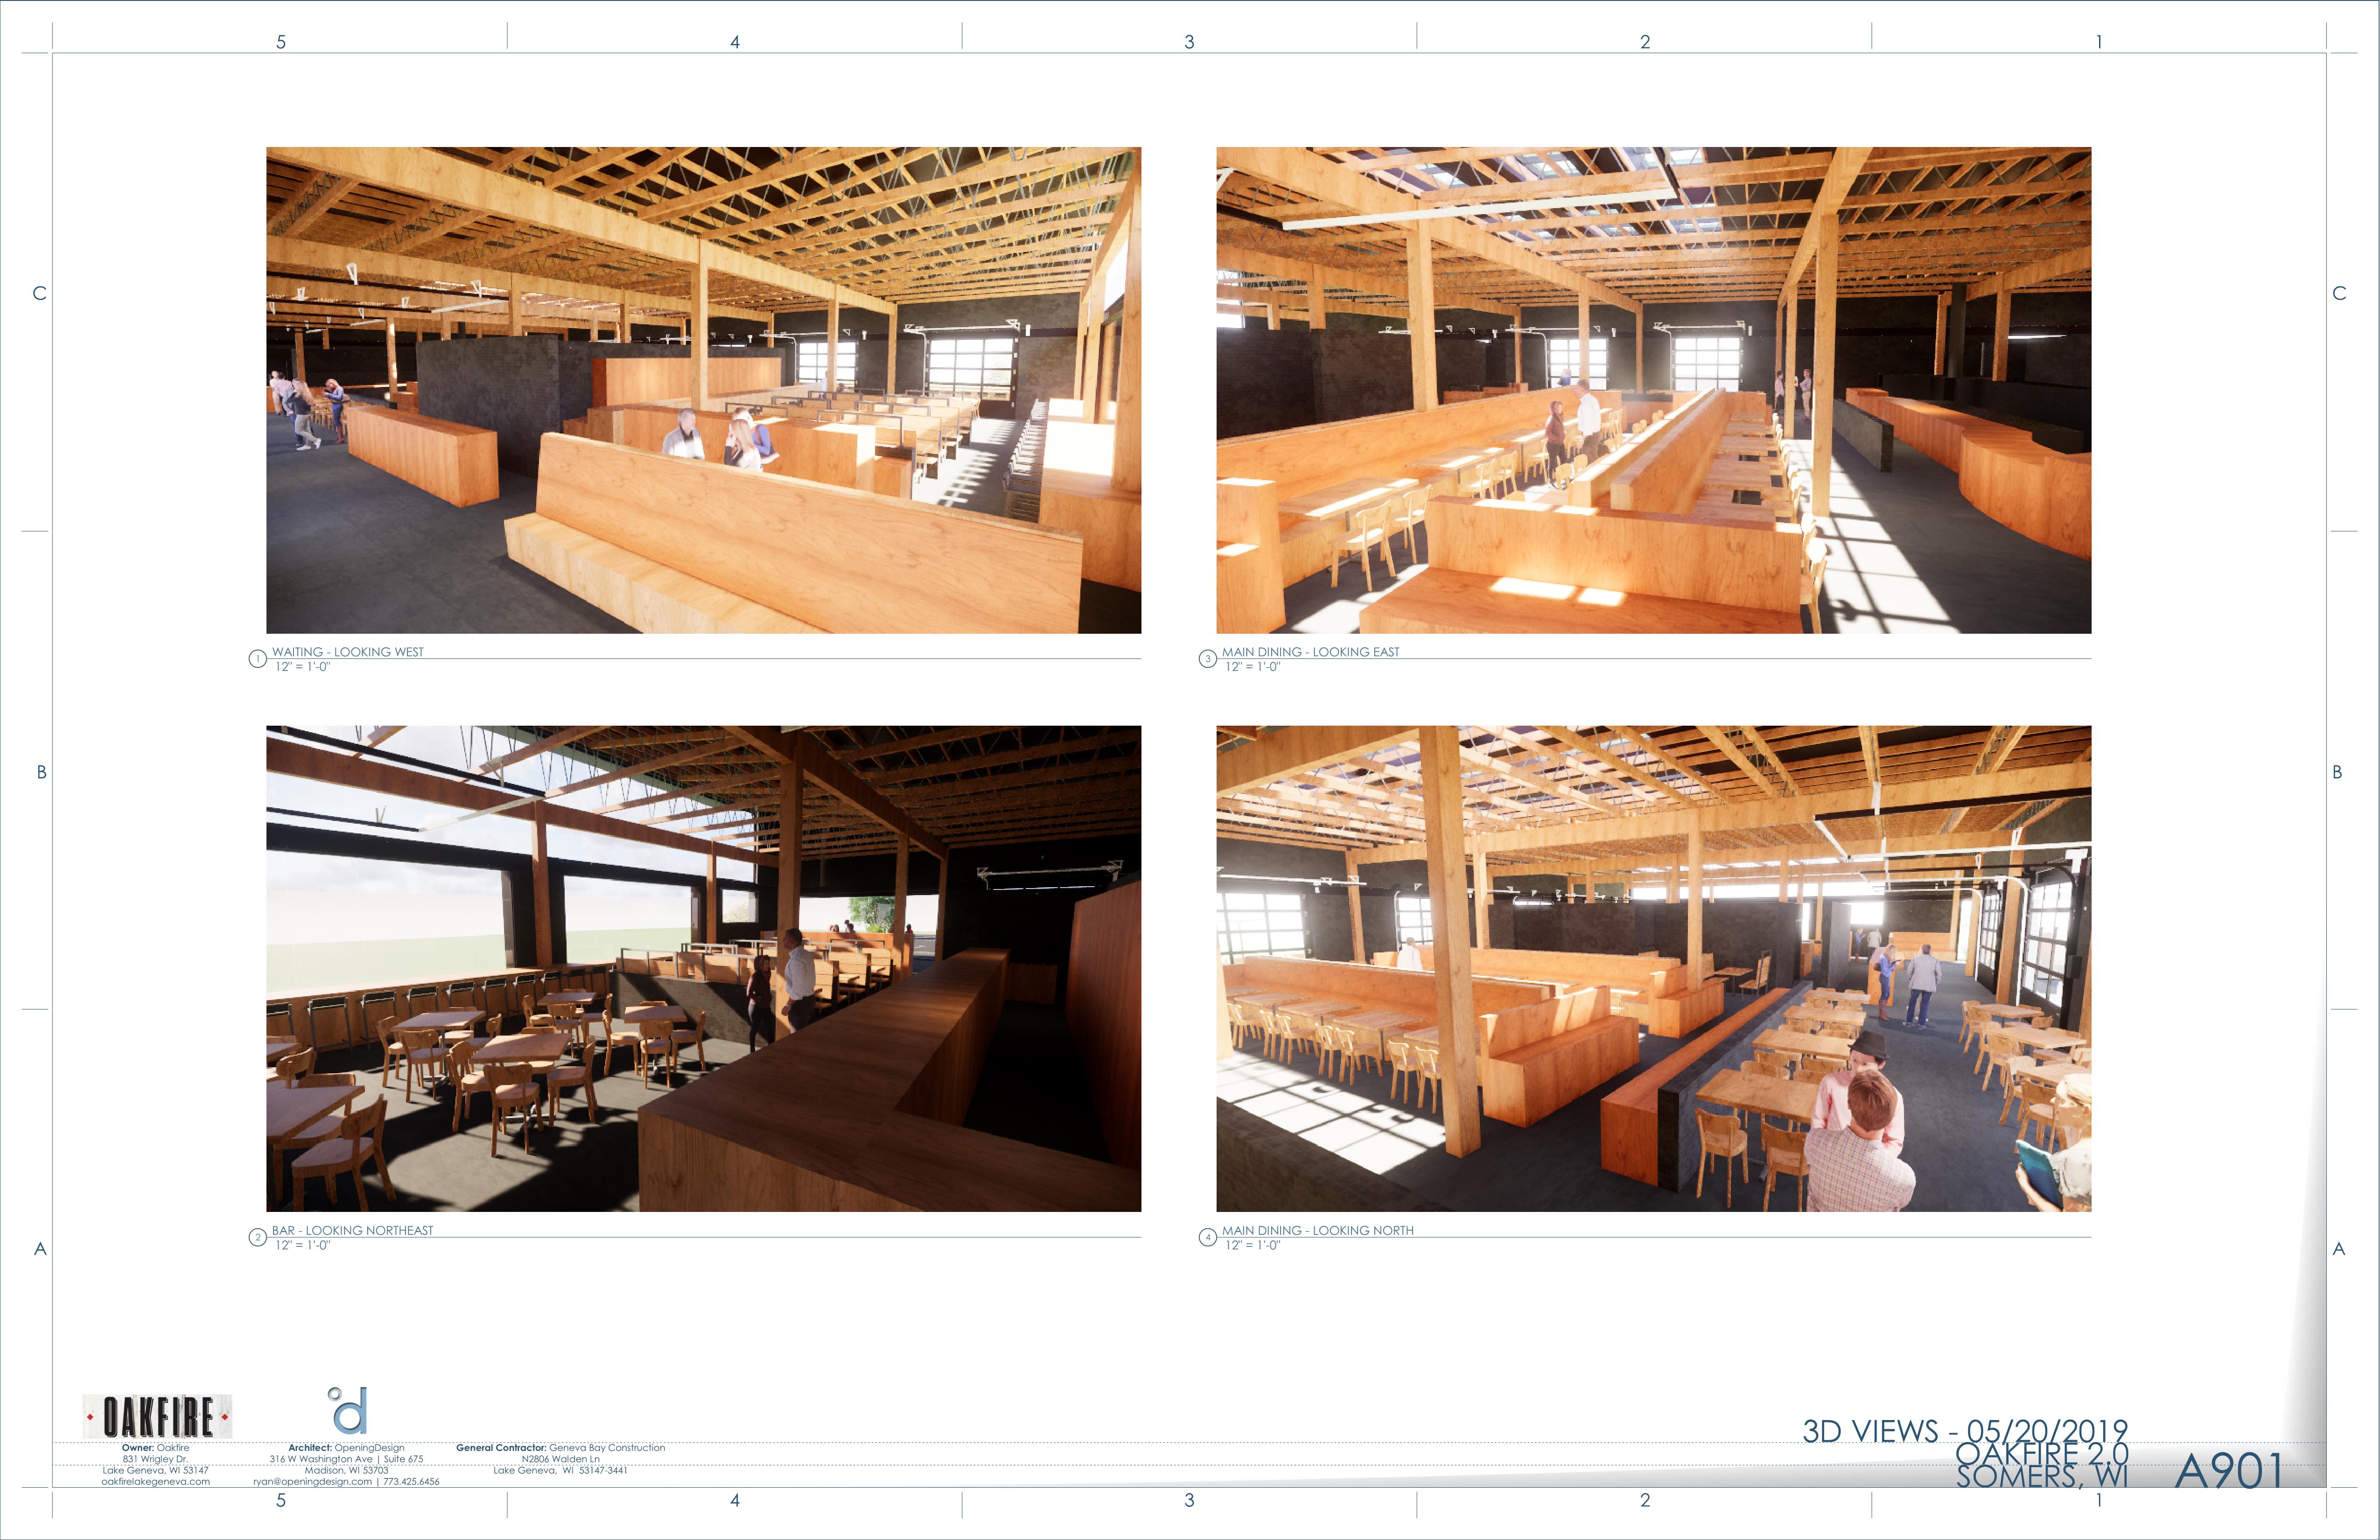 5 4 3 2 1
C C
1 WAITING - LOOKING WEST
12" = 1'-0"
3 MAIN DINING - LOOKING EAST
12" = 1'-0"
B B
2 BAR - LOOKING NORTHEAST
12" = 1'-0"
4 MAIN DINING - LOOKING NORTH
12" = 1'-0"
A A
OAKFIRE
d
Owner: Oakfire
831 Wrigley Dr.
Lake Geneva, WI 53147
oakfirelakegeneva.com
Architect: OpeningDesign
316 W Washington Ave | Suite 675
Madison, WI 53703
ryan@openingdesign.com | 773.425.6456
General Contractor: Geneva Bay Construction
N2806 Walden Ln
Lake Geneva, WI 53147-3441
3D VIEWS - 05/20/2019
OAKFIRE 2.0
SOMERS, WI
A901
5 4 3 2 1